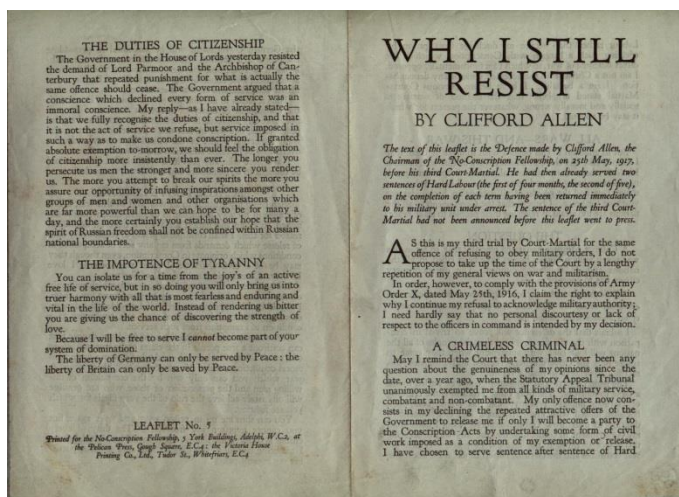 THE DUTIES OF CITIZENSHIP
The Government in the House of Lords yesterday resisted
the demand of Lord Parmoor and the Archbishop of Can-
terbury that repeated punishment for what is actually the
same offence should cease. The Government argued that a
conscience which declined every form of service was an
immoral conscience. My reply—as I have already stated—
is that we fully recognise the duties of citizenship, and that
it is not the act of service we refuse, but service imposed in
such a way as to make us condone conscription. If granted
absolute exemption to-morrow, we should feel the obligation
of citizenship more insistently than ever. The longer you
persecute us men the stronger and more sincere you render
us. The more you attempt to break our spirits the more you
assure our opportunity of infusing inspirations amongst other
groups of men and women and other organisations which
are far more powerful than we can hope to be for many a
day, and the more certainly you establish our hope that the
spirit of Russian freedom shall not be confined within Russian
national boundaries.
THE IMPOTENCE OF TYRANNY
You can isolate us for a time from the joy's of an active
free life of service, but in so doing you will only bring us into
truer harmony with all that is most fearless and enduring and
vital in the life of the world. Instead of rendering us bitter
you are giving us the chance of discovering the strength of
love.
Because I will be free to serve I cannot become part of your
system of domination.
The liberty of Germany can only be served by Peace: the
liberty of Britain can only be saved by Peace.
LEAFLET No. 5
Printed for the No-Conscription Fellowship, 5 York Buildings, Adelphi, W.C.2, at
the Pelican Press, Gough Square, E.C.4: the Victoria House
Printing Co., Ltd., Tudor St., Whitefriars, E.C.4
WHY I STILL
RESIST
BY CLIFFORD ALLEN
The text of this leaflet is the Defence made by Clifford Allen, the
Chairman of the No-Conscription Fellowship, on 25th May, 1917,
before his third Court-Martial. He had then already served two
sentences of Hard Labour (the first of four months, the second of five),
on the completion of each term having been returned immediately
to his military unit under arrest. The sentence of the third Court-
Martial had not been announced before this leaflet went to press.
AS this is my third trial by Court-Martial for the same
offence of refusing to obey military orders, I do not
propose to take up the time of the Court by a lengthy
repetition of my general views on war and militarism.
In order, however, to comply with the provisions of Army
Order X, dated May 25th, 1916, I claim the right to explain
why I continue my refusal to acknowledge military authority;
I need hardly say that no personal discourtesy or lack of
respect to the officers in command is intended by my decision.
A CRIMELESS CRIMINAL
May I remind the Court that there has never been any
question about the genuineness of my opinions since the
date, over a year ago, when the Statutory Appeal Tribunal
unanimously exempted me from all kinds of military service,
combatant and non-combatant. My only offence now con-
sists in my declining the repeated attractive offers of the
Government to release me if only I will become a party to
the Conscription Acts by undertaking some form of civil
work imposed as a condition of my exemption or release.
I have chosen to serve sentence after sentence of Hard